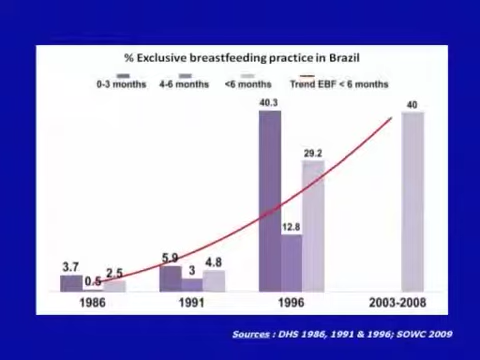 % Exclusive breastfeeding practice in Brazil
0-3 months 4-6 months <6 months Trend EBF < 6 months
40.3
40
29.2
12.8
5.9
4.8
3.7
3
2.5
0.5
1986 1991 1996 2003-2008
Sources : DHS 1986, 1991 & 1996; SOWC 2009